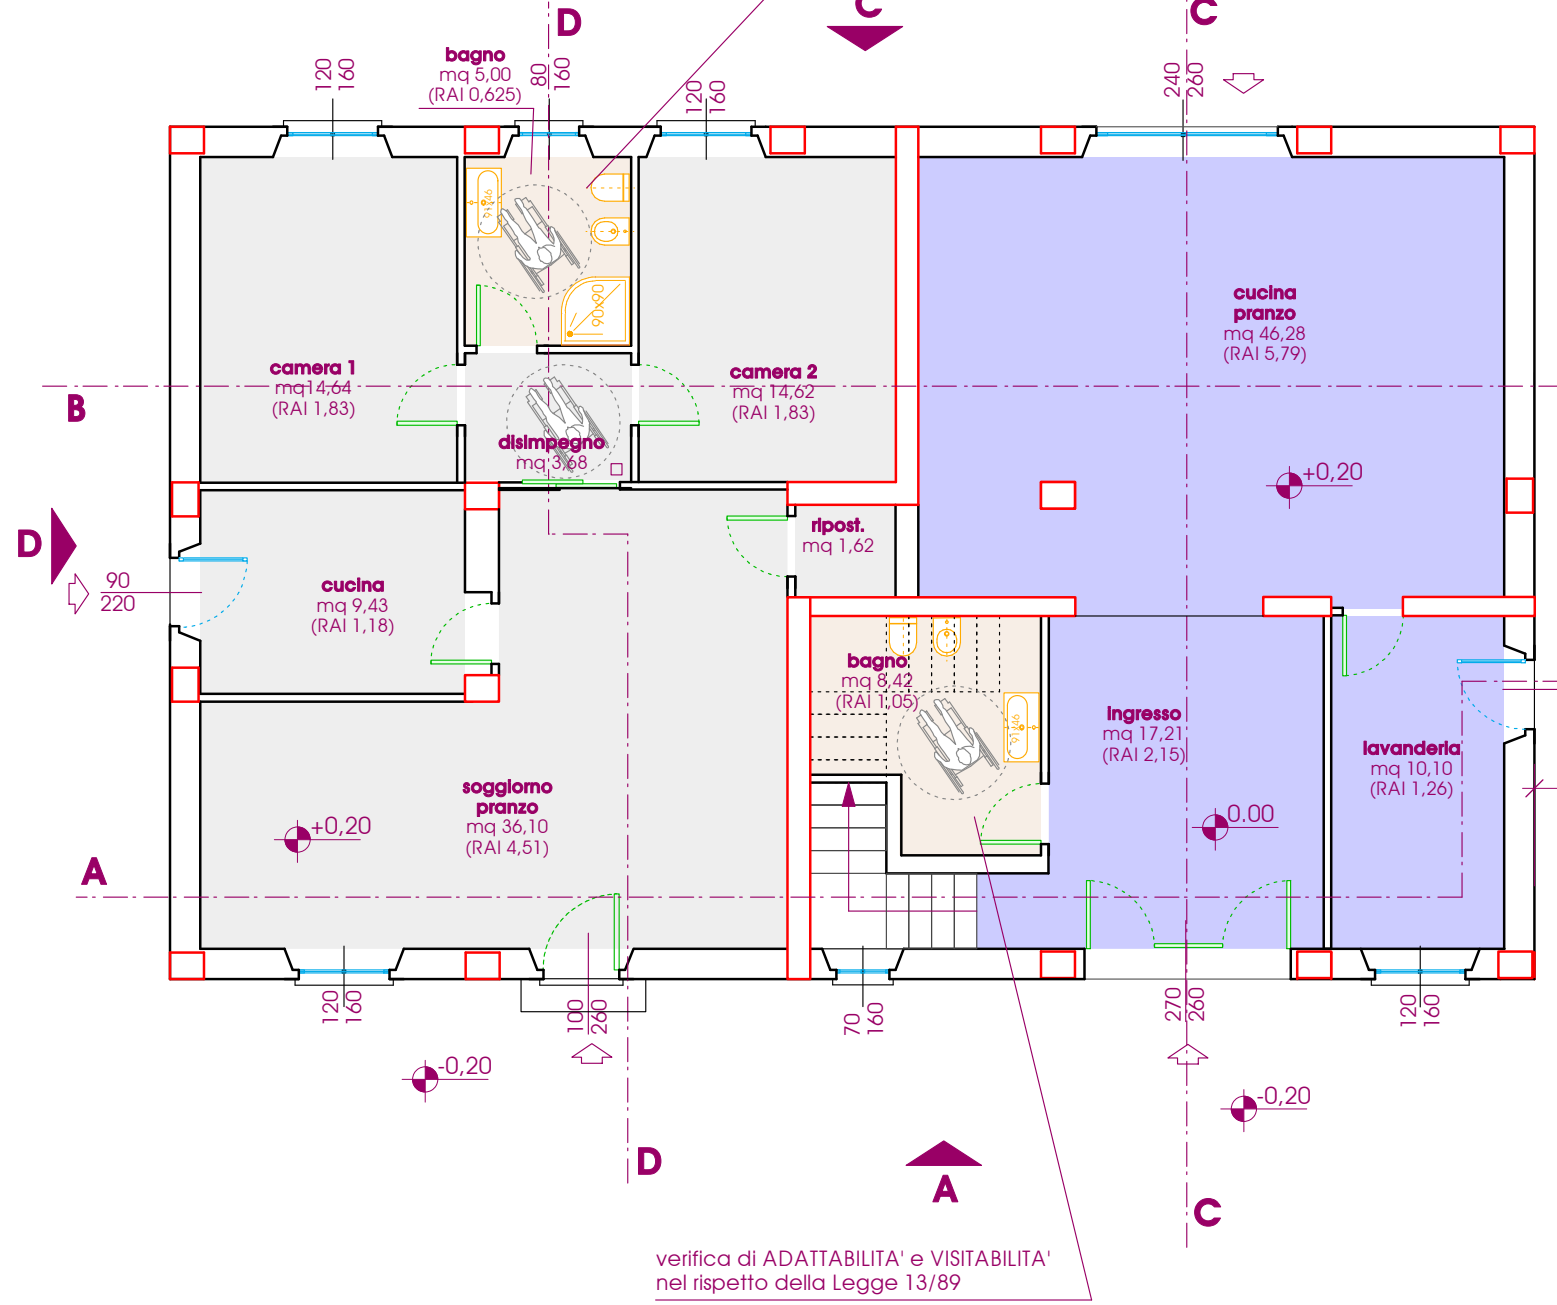 D
C
C
bagno
mq 5,00
(RAI 0,625)
120
160
80
160
120
160
240
260
91x46
90x90
camera 1
mq14,64
(RAI 1,83)
camera 2
mq 14,62
(RAI 1,83)
cucina
pranzo
mq 46,28
(RAI 5,79)
B
disimpegno
mq 3,68
+0,20
D
90
220
cucina
mq 9,43
(RAI 1,18)
ripost.
mq 1,62
bagno
mq 8,42
(RAI 1,05)
91x46
ingresso
mq 17,21
(RAI 2,15)
lavanderia
mq 10,10
(RAI 1,26)
soggiorno
pranzo
mq 36,10
(RAI 4,51)
+0,20
0.00
A
120
160
100
260
70
160
270
260
120
160
-0,20
-0,20
D
A
C
verifica di ADATTABILITA' e VISITABILITA'
nel rispetto della Legge 13/89